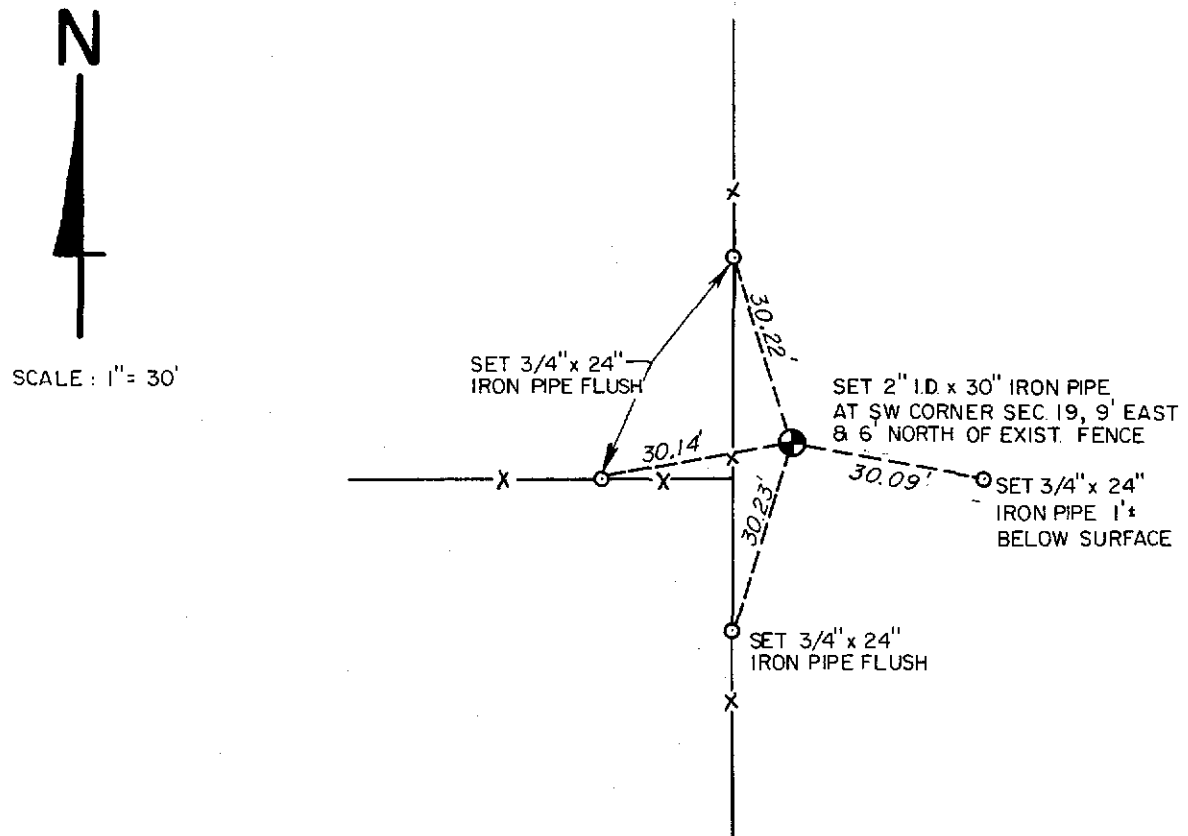 N
SCALE : 1" = 30'
SET 3/4" x 24"
IRON PIPE FLUSH
30.22'
30.14'
SET 2" I.D. x 30" IRON PIPE
AT SW CORNER SEC. 19, 9' EAST
& 6' NORTH OF EXIST. FENCE
30.09'
30.23'
SET 3/4" x 24"
IRON PIPE 1'±
BELOW SURFACE
SET 3/4" x 24"
IRON PIPE FLUSH